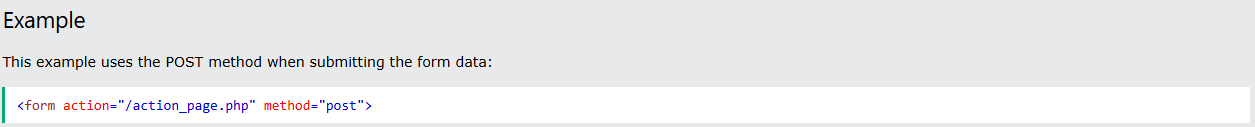 Example
This example uses the POST method when submitting the form data:
<form action="/action_page.php" method="post">